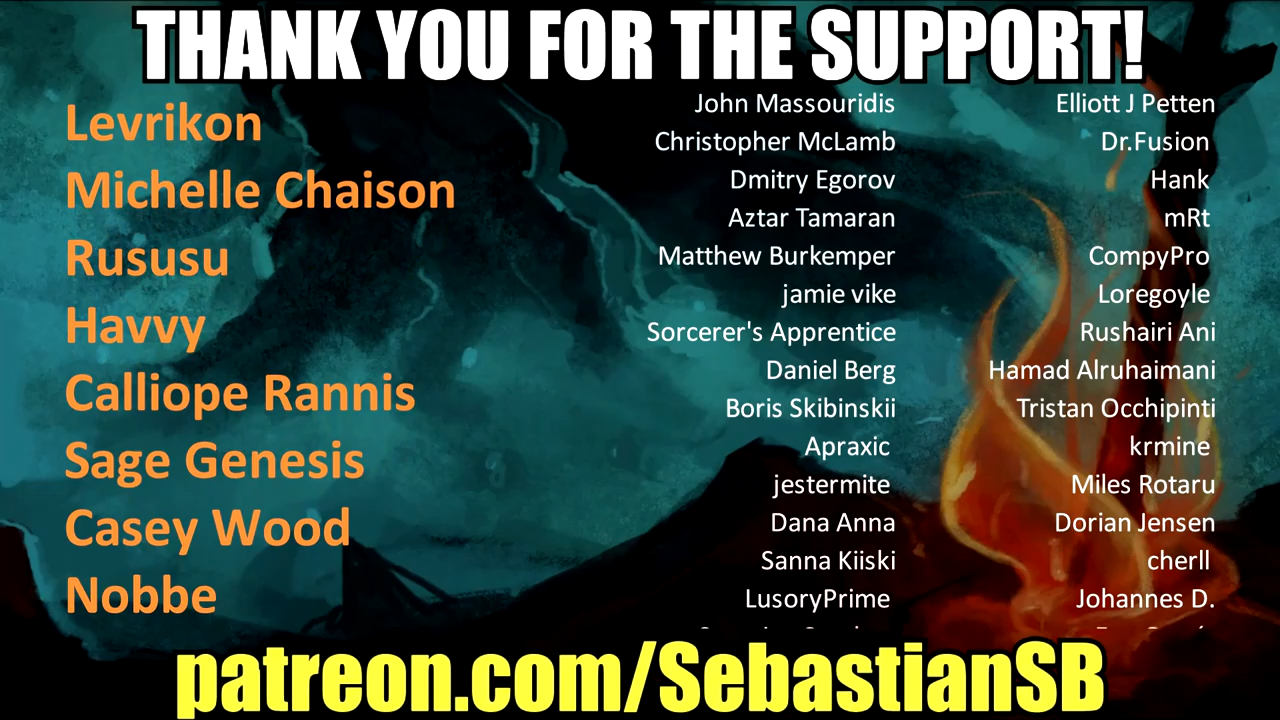 THANK YOU FOR THE SUPPORT!
Levrikon
Michelle Chaison
Rususu
Havvy
Calliope Rannis
Sage Genesis
Casey Wood
Nobbe
John Massouridis
Christopher McLamb
Dmitry Egorov
Aztar Tamaran
Matthew Burkemper
jamie vike
Sorcerer's Apprentice
Daniel Berg
Boris Skibinskii
Apraxic
jestermite
Dana Anna
Sanna Kiiski
LusoryPrime
Elliott J Petten
Dr.Fusion
Hank
mRt
CompyPro
Loregoyle
Rushairi Ani
Hamad Alruhaimani
Tristan Occhipinti
krmine
Miles Rotaru
Dorian Jensen
cherll
Johannes D.
patreon.com/SebastianSB